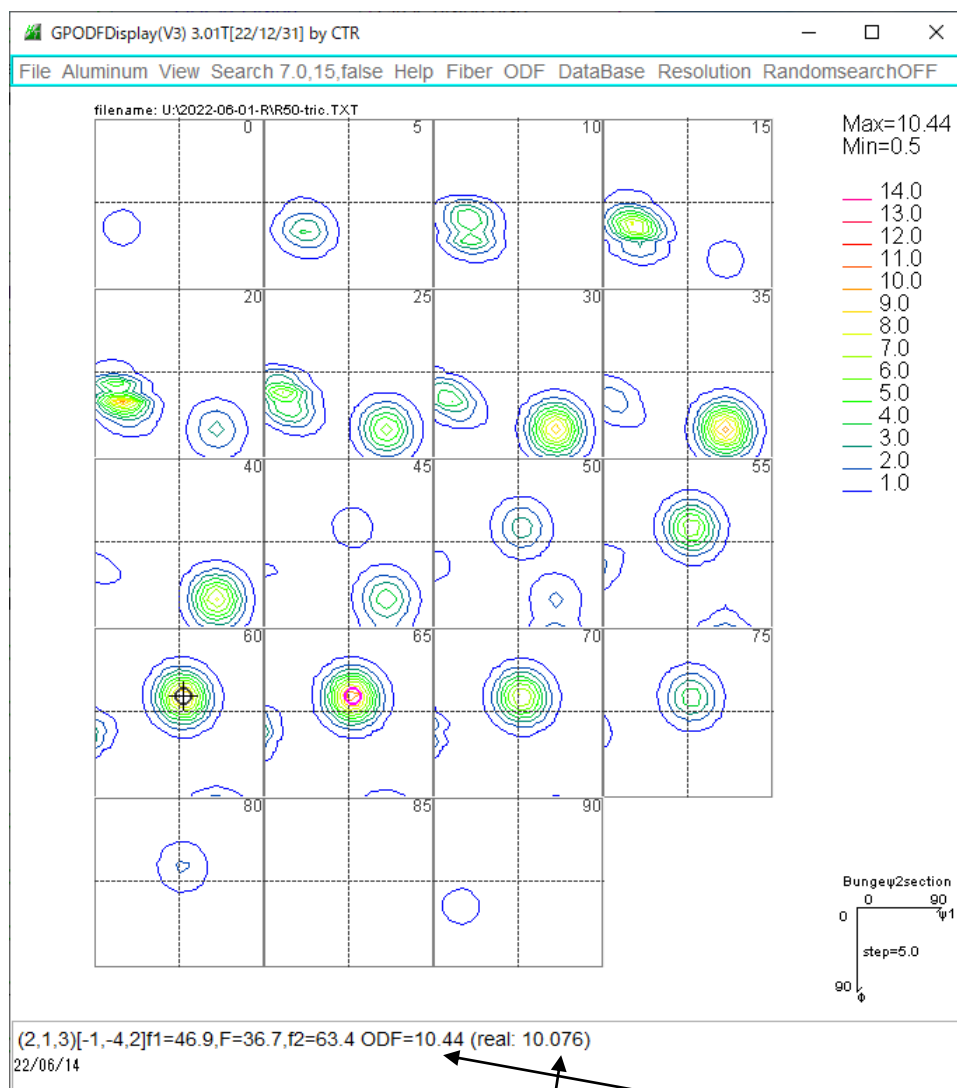 GPODFDisplay(V3) 3.01T[22/12/31] by CTR
File Aluminum View Search 7.0,15,false Help Fiber ODF DataBase Resolution RandomsearchOFF
filename: U:\2022-06-01-R\R50-tric.TXT
0 5 10 15
20 25 30 35
40 45 50 55
60 65 70 75
80 85 90
Max=10.44
Min=0.5
14.0
13.0
12.0
11.0
10.0
9.0
8.0
7.0
6.0
5.0
4.0
3.0
2.0
1.0
Bungeψ2section
0 90
0 ψ1
step=5.0
90
Φ
(2,1,3)[-1,-4,2]f1=46.9,F=36.7,f2=63.4 ODF=10.44 (real: 10.076)
22/06/14